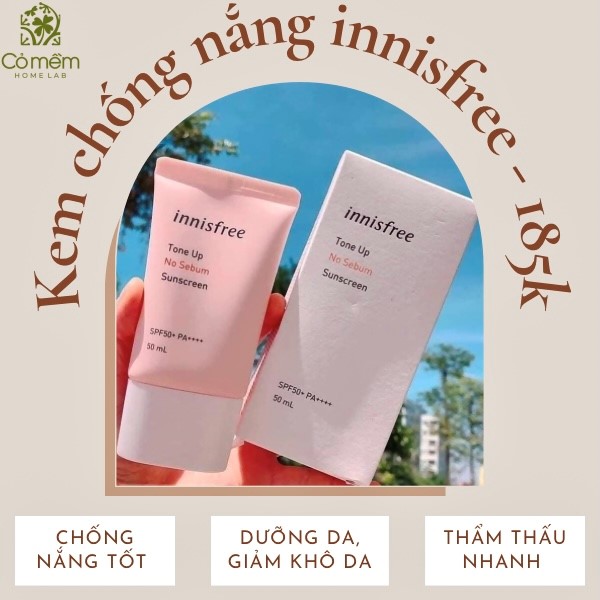 Cỏ mềm
HOME LAB
Kem chống nắng innisfree - 185k
innisfree
Tone Up
No Sebum
Sunscreen
SPF50+ PA++++
50 mL
innisfree
Tone Up
No Sebum
Sunscreen
SPF50+ PA++++
50 mL
CHỐNG
NẮNG TỐT
DƯỠNG DA,
GIẢM KHÔ DA
THẨM THẤU
NHANH